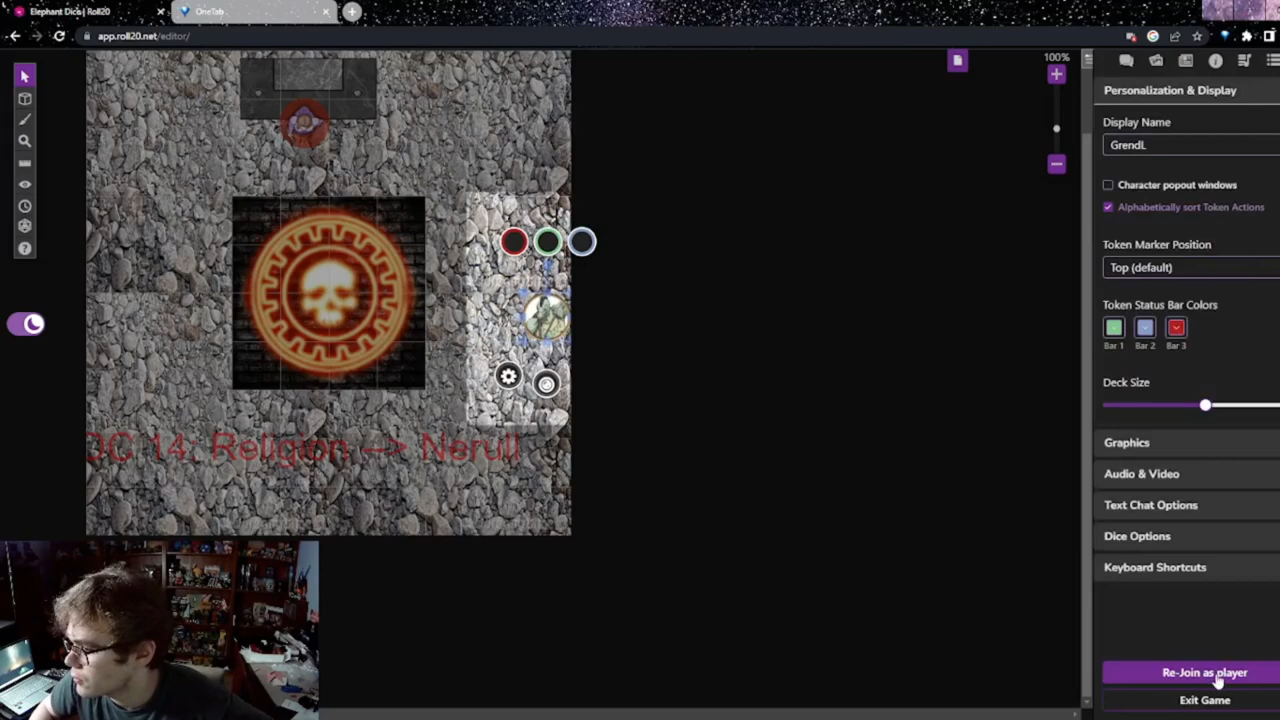 Elephant Dice | Roll20
OneTab
app.roll20.net/editor/
100%
Personalization & Display
Display Name
GrendL
Character popout windows
Alphabetically sort Token Actions
Token Marker Position
Top (default)
Token Status Bar Colors
Bar 1 Bar 2 Bar 3
Deck Size
Graphics
Audio & Video
Text Chat Options
Dice Options
Keyboard Shortcuts
Re-Join as player
Exit Game
DC 14: Religion --> Nerull